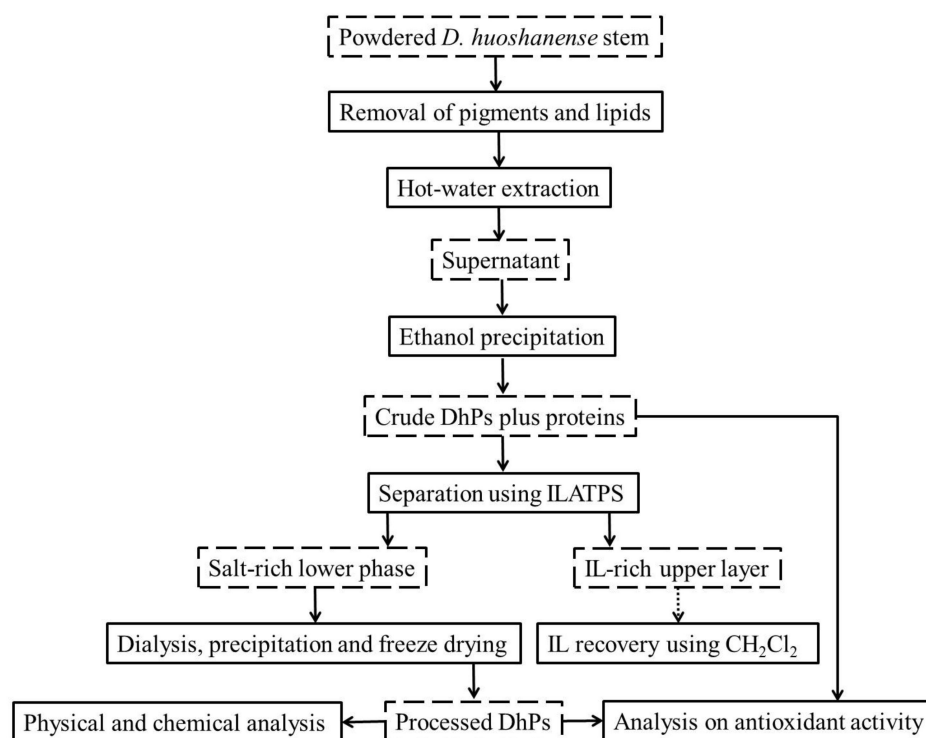 Powdered D. huoshanense stem
Removal of pigments and lipids
Hot-water extraction
Supernatant
Ethanol precipitation
Crude DhPs plus proteins
Separation using ILATPS
Salt-rich lower phase
IL-rich upper layer
Dialysis, precipitation and freeze drying
IL recovery using CH₂Cl₂
Physical and chemical analysis
Processed DhPs
Analysis on antioxidant activity